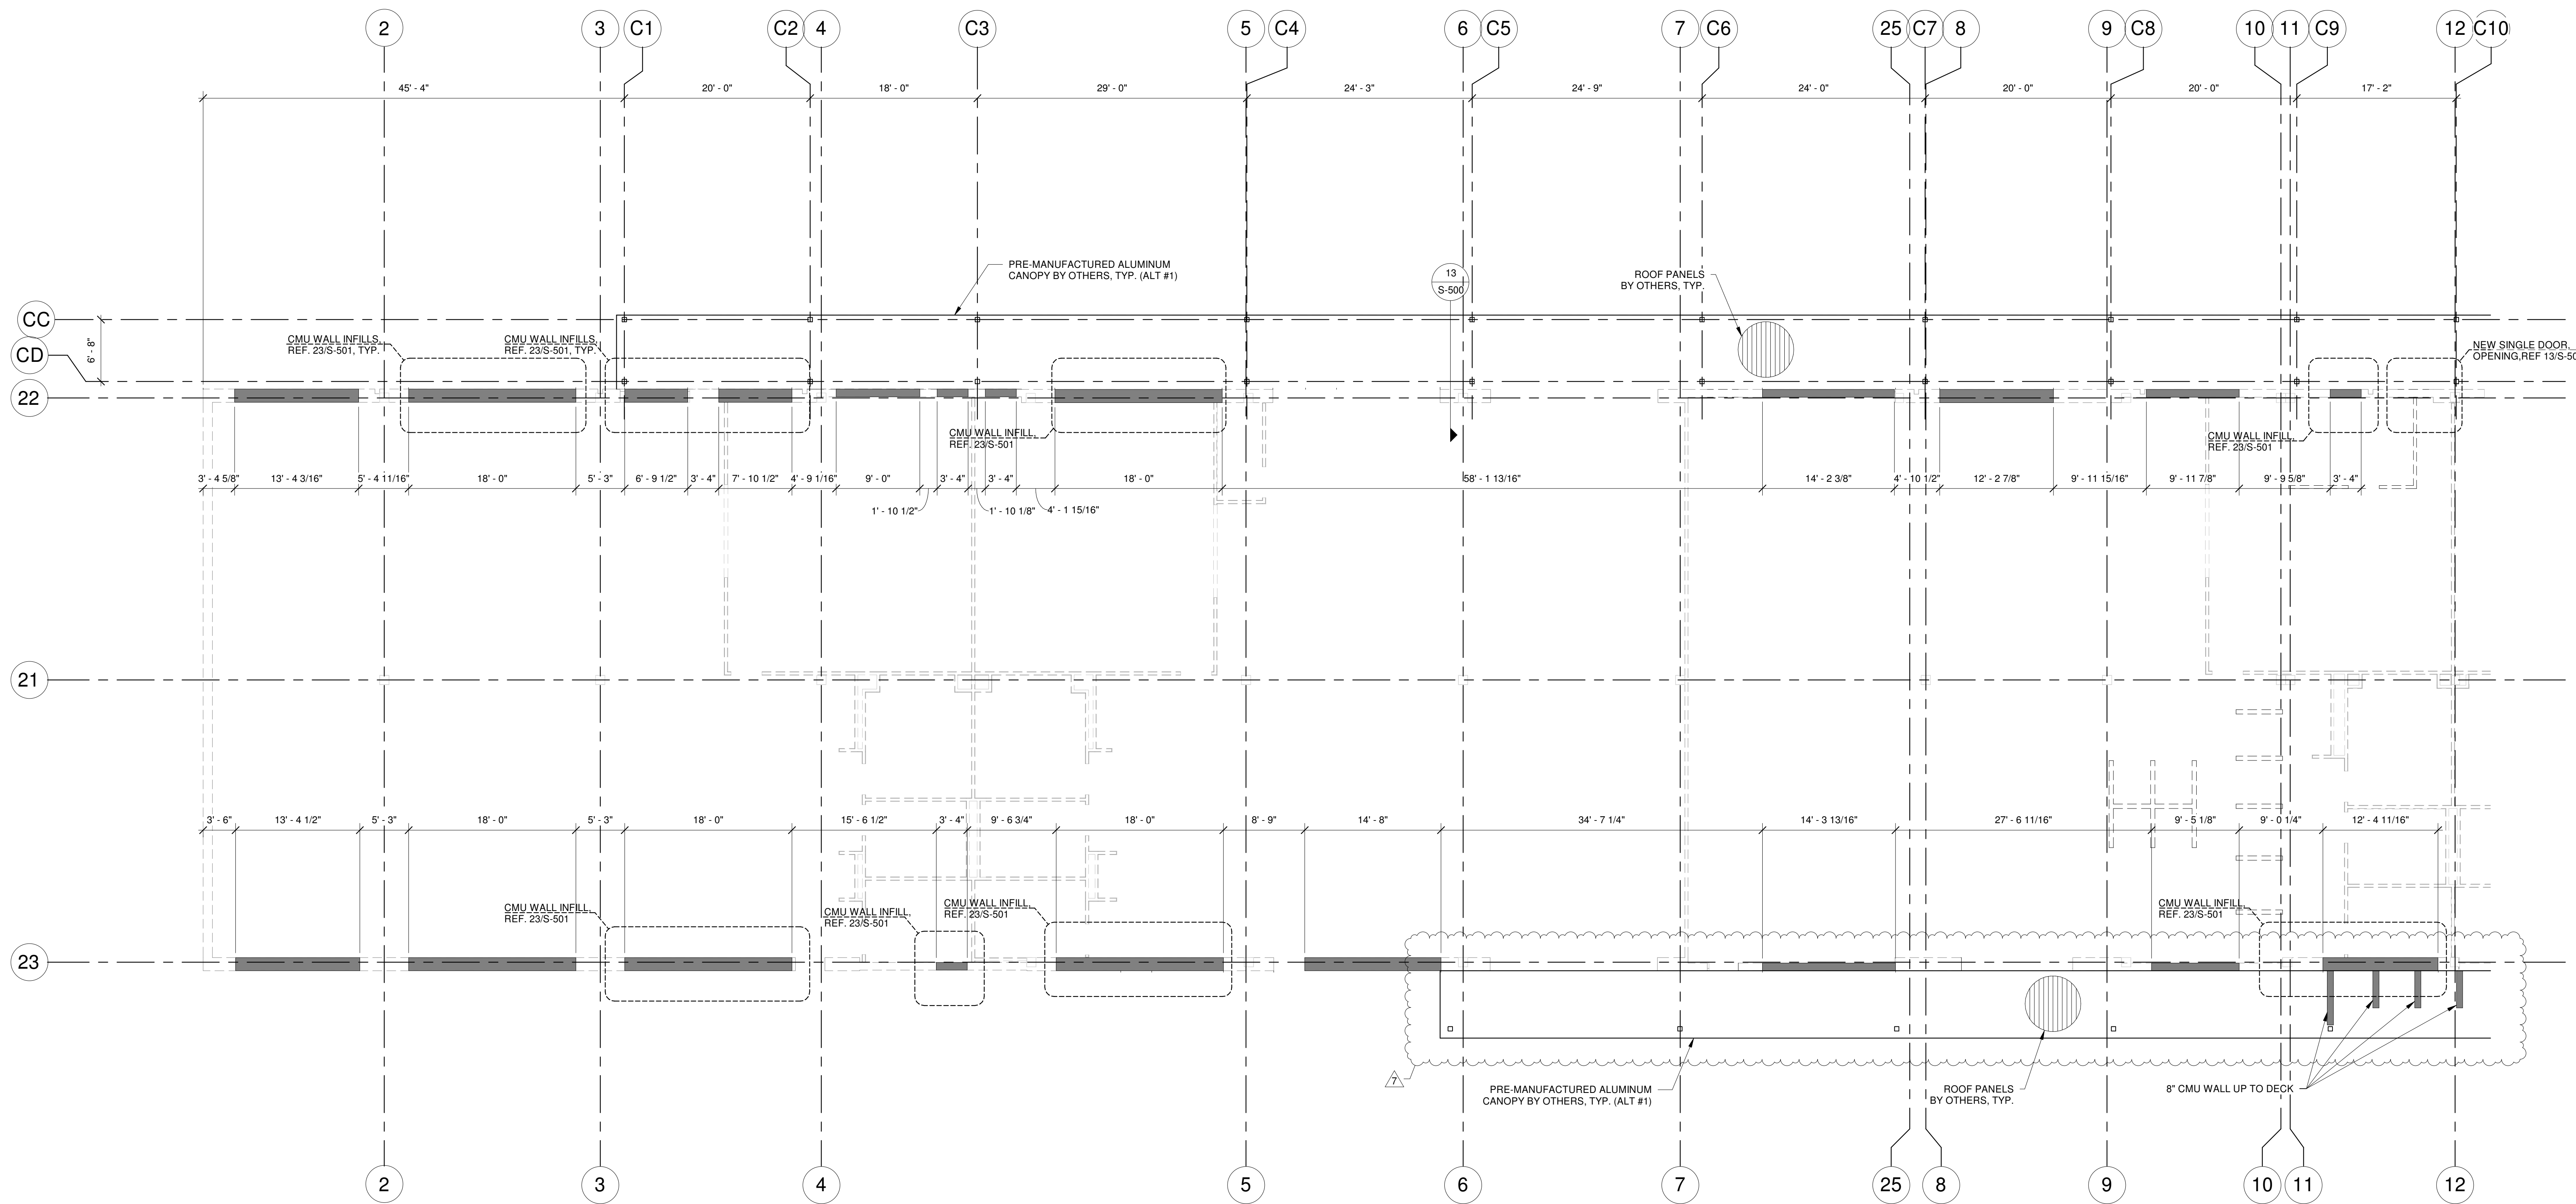 2 3 C1 C2 4 C3 5 C4 6 C5 7 C6 25 C7 8 9 C8 10 11 C9 12 C10
45' - 4" 20' - 0" 18' - 0" 29' - 0" 24' - 3" 24' - 9" 24' - 0" 20' - 0" 20' - 0" 17' - 2"
PRE-MANUFACTURED ALUMINUM
CANOPY BY OTHERS, TYP. (ALT #1)
13
S-500
ROOF PANELS
BY OTHERS, TYP.
CC
CD
22
6' - 8"
CMU WALL INFILLS,
REF. 23/S-501, TYP.
CMU WALL INFILLS,
REF. 23/S-501, TYP.
NEW SINGLE DOOR
OPENING,REF 13/S-50
CMU WALL INFILL,
REF. 23/S-501
CMU WALL INFILL,
REF. 23/S-501
3' - 4 5/8" 13' - 4 3/16" 5' - 4 11/16" 18' - 0" 5' - 3" 6' - 9 1/2" 3' - 4" 7' - 10 1/2" 4' - 9 1/16" 9' - 0" 3' - 4" 3' - 4" 18' - 0" 58' - 1 13/16" 14' - 2 3/8" 4' - 10 1/2" 12' - 2 7/8" 9' - 11 15/16" 9' - 11 7/8" 9' - 9 5/8" 3' - 4"
1' - 10 1/2" 1' - 10 1/8" 4' - 1 15/16"
21
3' - 6" 13' - 4 1/2" 5' - 3" 18' - 0" 5' - 3" 18' - 0" 15' - 6 1/2" 3' - 4" 9' - 6 3/4" 18' - 0" 8' - 9" 14' - 8" 34' - 7 1/4" 14' - 3 13/16" 27' - 6 11/16" 9' - 5 1/8" 9' - 0 1/4" 12' - 4 11/16"
CMU WALL INFILL,
REF. 23/S-501
CMU WALL INFILL,
REF. 23/S-501
CMU WALL INFILL,
REF. 23/S-501
CMU WALL INFILL,
REF. 23/S-501
23
7
PRE-MANUFACTURED ALUMINUM
CANOPY BY OTHERS, TYP. (ALT #1)
ROOF PANELS
BY OTHERS, TYP.
8" CMU WALL UP TO DECK
2 3 4 5 6 7 25 8 9 10 11 12